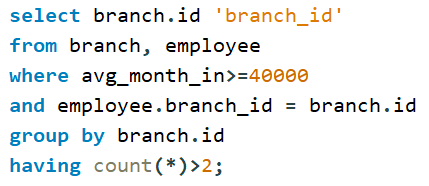 select branch.id 'branch_id'
from branch, employee
where avg_month_in>=40000
and employee.branch_id = branch.id
group by branch.id
having count(*)>2;